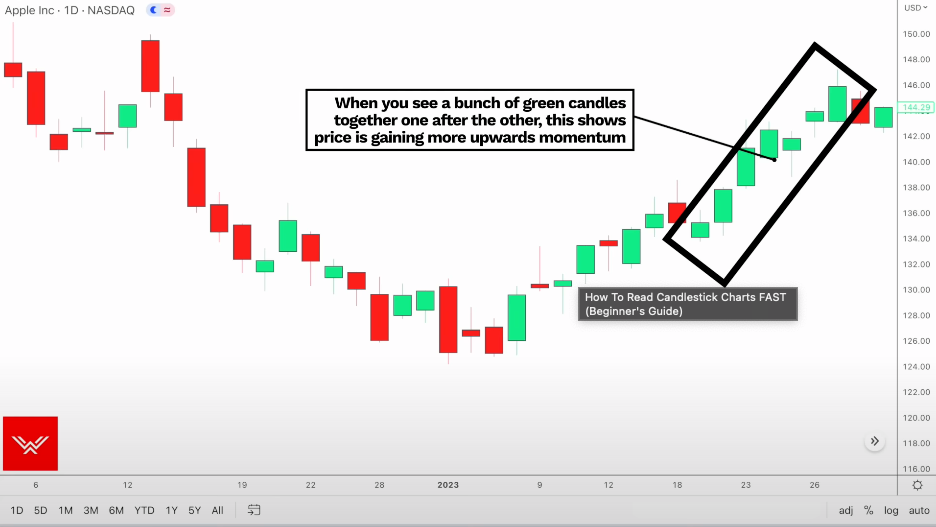 Apple Inc · 1D · NASDAQ
USD
150.00
148.00
146.00
144.29
142.00
140.00
138.00
136.00
134.00
132.00
130.00
128.00
126.00
124.00
122.00
120.00
118.00
116.00
When you see a bunch of green candles
together one after the other, this shows
price is gaining more upwards momentum
How To Read Candlestick Charts FAST
(Beginner's Guide)
6 12 19 22 28 2023 9 12 18 23 26
1D 5D 1M 3M 6M YTD 1Y 5Y All adj % log auto